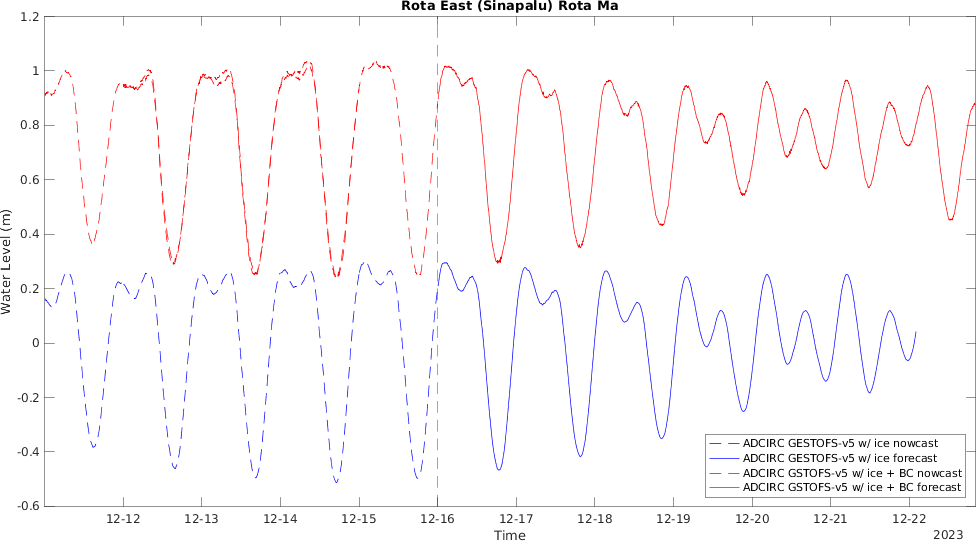 Rota East (Sinapalu) Rota Ma
1.2
1
0.8
0.6
0.4
0.2
0
-0.2
-0.4
-0.6
Water Level (m)
ADCIRC GESTOFS-v5 w/ ice nowcast
ADCIRC GESTOFS-v5 w/ ice forecast
ADCIRC GSTOFS-v5 w/ ice + BC nowcast
ADCIRC GSTOFS-v5 w/ ice + BC forecast
12-12 12-13 12-14 12-15 12-16 12-17 12-18 12-19 12-20 12-21 12-22
Time
2023